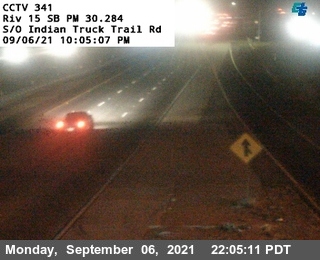 CCTV 341
Riv 15 SB PM 30.284
S/O Indian Truck Trail Rd
09/06/21 10:05:07 PM
Monday, September 06, 2021 22:05:11 PDT